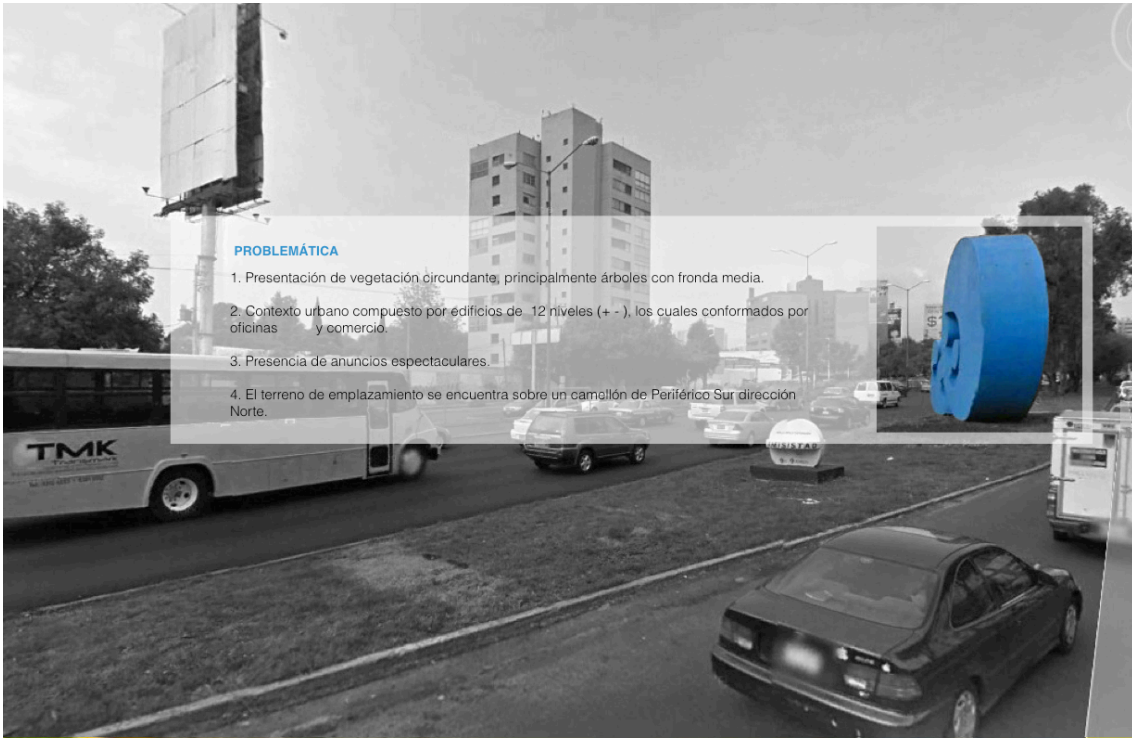 PROBLEMÁTICA
1. Presentación de vegetación circundante, principalmente árboles con fronda media.
2. Contexto urbano compuesto por edificios de 12 niveles (+ - ), los cuales conformados por
oficinas y comercio.
3. Presencia de anuncios espectaculares.
4. El terreno de emplazamiento se encuentra sobre un camellón de Periférico Sur dirección
Norte.
TMK
$